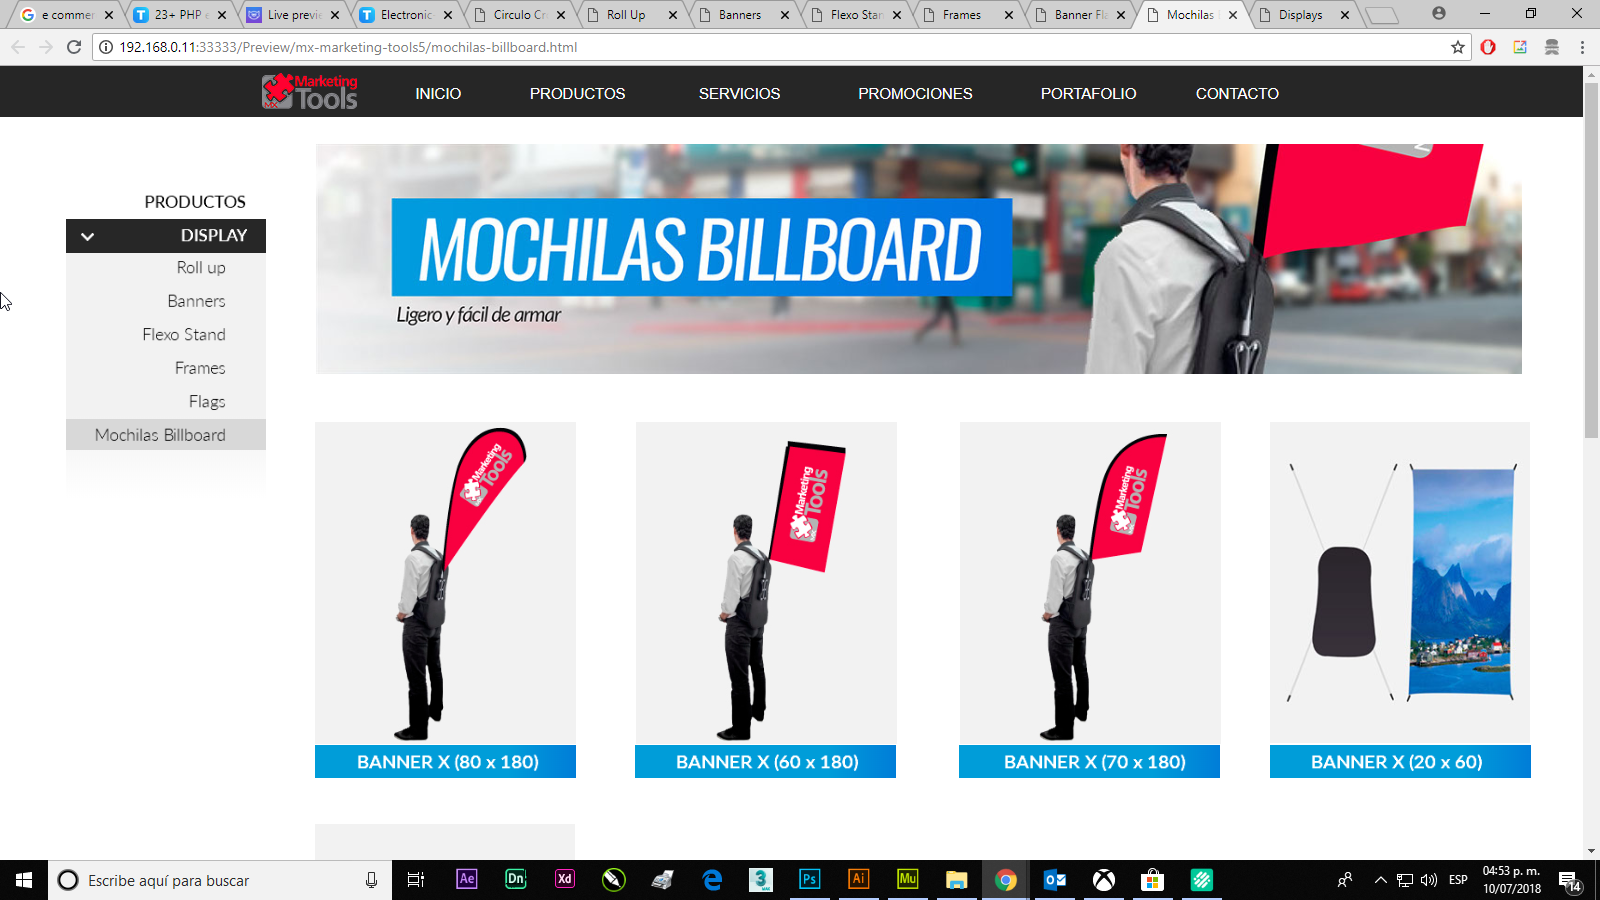 e commer
23+ PHP e
Live previe
Electronic
Circulo Cr
Roll Up
Banners
Flexo Stan
Frames
Banner Fla
Mochilas
Displays
192.168.0.11:33333/Preview/mx-marketing-tools5/mochilas-billboard.html
Marketing
Tools
INICIO
PRODUCTOS
SERVICIOS
PROMOCIONES
PORTAFOLIO
CONTACTO
PRODUCTOS
DISPLAY
Roll up
Banners
Flexo Stand
Frames
Flags
Mochilas Billboard
MOCHILAS BILLBOARD
Ligero y fácil de armar
Marketing
Tools
Marketing
Tools
Marketing
Tools
BANNER X (80 x 180)
BANNER X (60 x 180)
BANNER X (70 x 180)
BANNER X (20 x 60)
Escribe aquí para buscar
Ae
Dn
Xd
3
Ps
Ai
Mu
ESP
04:53 p. m.
10/07/2018
14